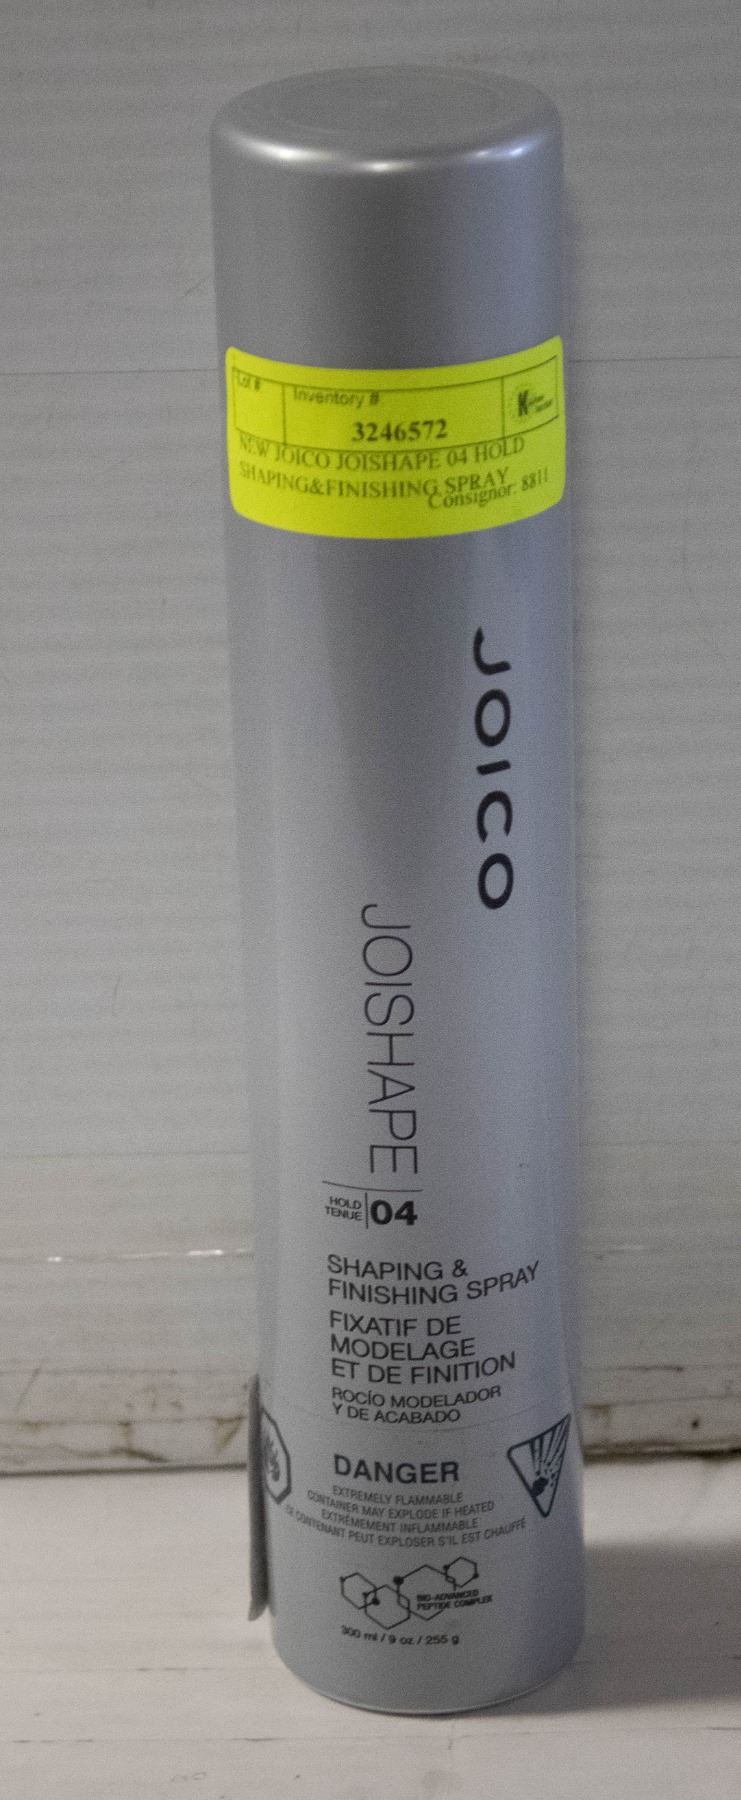 Lot #
Inventory #
3246572
K
NEW JOICO JOISHAPE 04 HOLD
SHAPING&FINISHING SPRAY
Consignor: 8811
JOICO
JOISHAPE
HOLD
TENUE
04
SHAPING &
FINISHING SPRAY
FIXATIF DE
MODELAGE
ET DE FINITION
ROCÍO MODELADOR
Y DE ACABADO
DANGER
EXTREMELY FLAMMABLE
CONTAINER MAY EXPLODE IF HEATED
EXTRÊMEMENT INFLAMMABLE
CONTENANT PEUT EXPLOSER S'IL EST CHAUFFÉ
BIO-ADVANCED
PEPTIDE COMPLEX
300 ml / 9 oz / 255 g